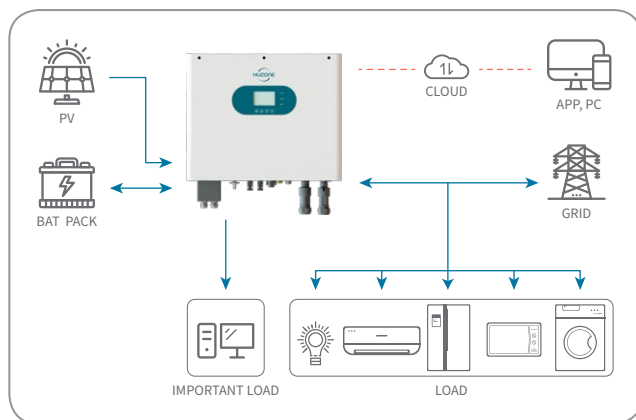 HUZONE
PV
CLOUD
APP, PC
BAT PACK
GRID
IMPORTANT LOAD
LOAD